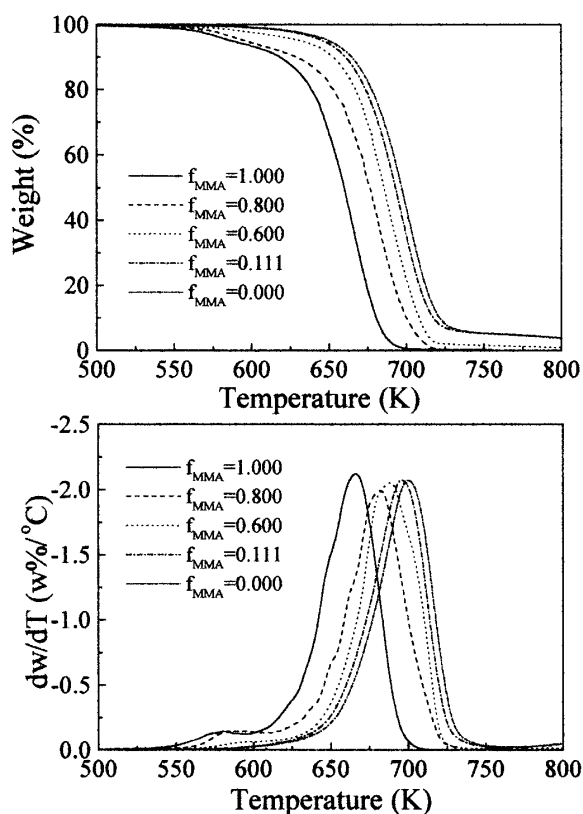 100
80
60
40
20
0
Weight (%)
f_MMA=1.000
f_MMA=0.800
f_MMA=0.600
f_MMA=0.111
f_MMA=0.000
500 550 600 650 700 750 800
Temperature (K)
-2.5
-2.0
-1.5
-1.0
-0.5
0.0
dw/dT (w%/°C)
f_MMA=1.000
f_MMA=0.800
f_MMA=0.600
f_MMA=0.111
f_MMA=0.000
500 550 600 650 700 750 800
Temperature (K)